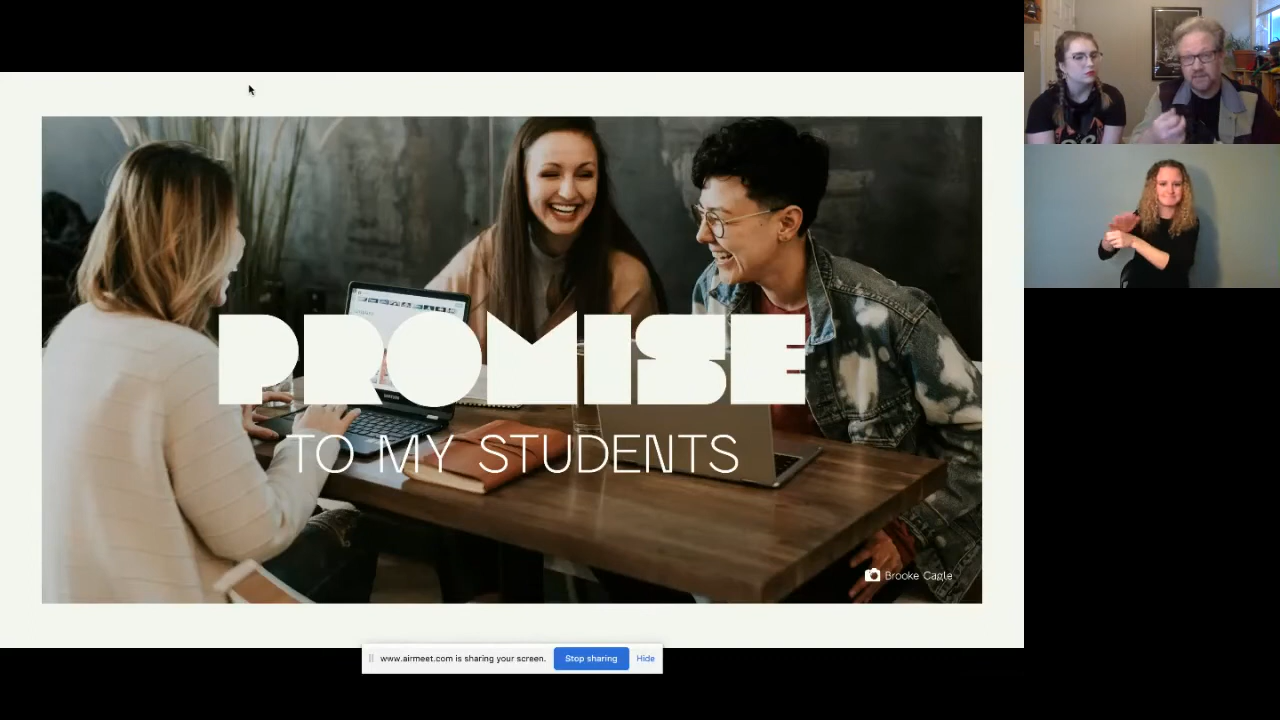 PROMISE
TO MY STUDENTS
Brooke Cagle
www.airmeet.com is sharing your screen. Stop sharing Hide